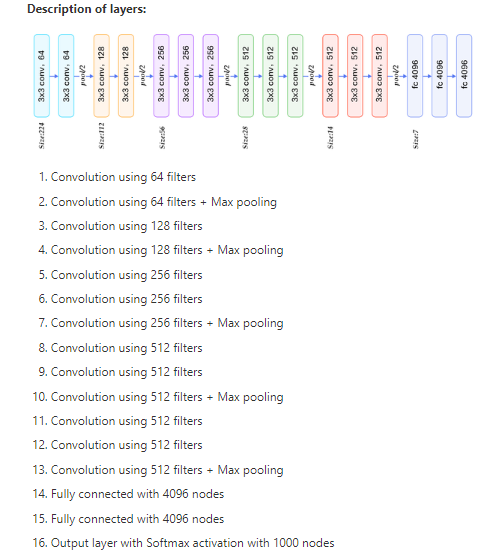 Description of layers:
3x3 conv, 64
3x3 conv, 64
pool/2
3x3 conv, 128
3x3 conv, 128
pool/2
3x3 conv, 256
3x3 conv, 256
3x3 conv, 256
pool/2
3x3 conv, 512
3x3 conv, 512
3x3 conv, 512
pool/2
3x3 conv, 512
3x3 conv, 512
3x3 conv, 512
pool/2
fc 4096
fc 4096
fc 4096
Size:224
Size:112
Size:56
Size:28
Size:14
Size:7
1. Convolution using 64 filters
2. Convolution using 64 filters + Max pooling
3. Convolution using 128 filters
4. Convolution using 128 filters + Max pooling
5. Convolution using 256 filters
6. Convolution using 256 filters
7. Convolution using 256 filters + Max pooling
8. Convolution using 512 filters
9. Convolution using 512 filters
10. Convolution using 512 filters + Max pooling
11. Convolution using 512 filters
12. Convolution using 512 filters
13. Convolution using 512 filters + Max pooling
14. Fully connected with 4096 nodes
15. Fully connected with 4096 nodes
16. Output layer with Softmax activation with 1000 nodes